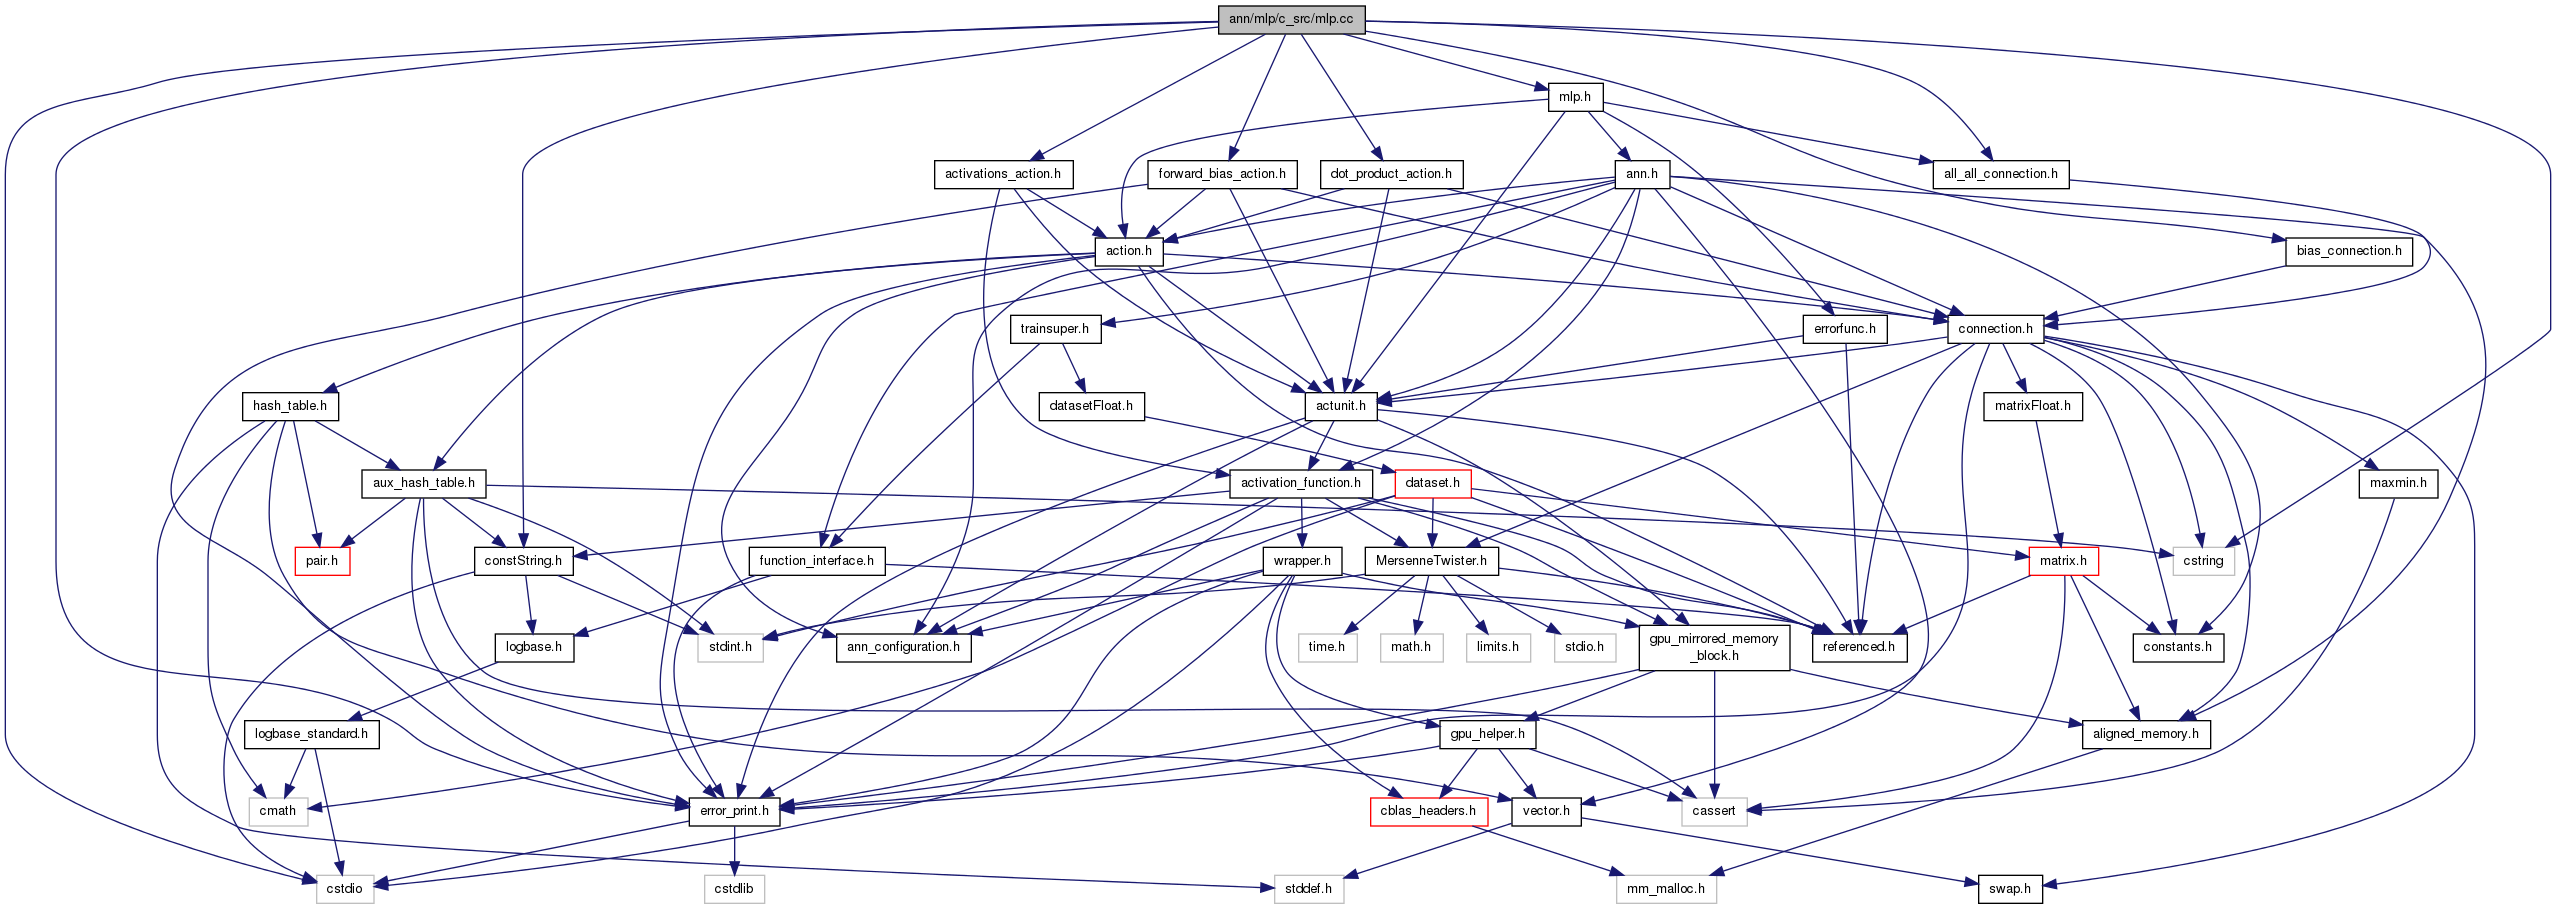 ann/mlp/c_src/mlp.cc
mlp.h
activations_action.h
forward_bias_action.h
dot_product_action.h
ann.h
all_all_connection.h
action.h
bias_connection.h
trainsuper.h
errorfunc.h
connection.h
hash_table.h
datasetFloat.h
actunit.h
matrixFloat.h
aux_hash_table.h
activation_function.h
dataset.h
maxmin.h
pair.h
constString.h
function_interface.h
wrapper.h
MersenneTwister.h
matrix.h
cstring
logbase.h
stdint.h
ann_configuration.h
time.h
math.h
limits.h
stdio.h
gpu_mirrored_memory
_block.h
referenced.h
constants.h
logbase_standard.h
gpu_helper.h
aligned_memory.h
cmath
error_print.h
cblas_headers.h
vector.h
cassert
cstdio
cstdlib
stddef.h
mm_malloc.h
swap.h